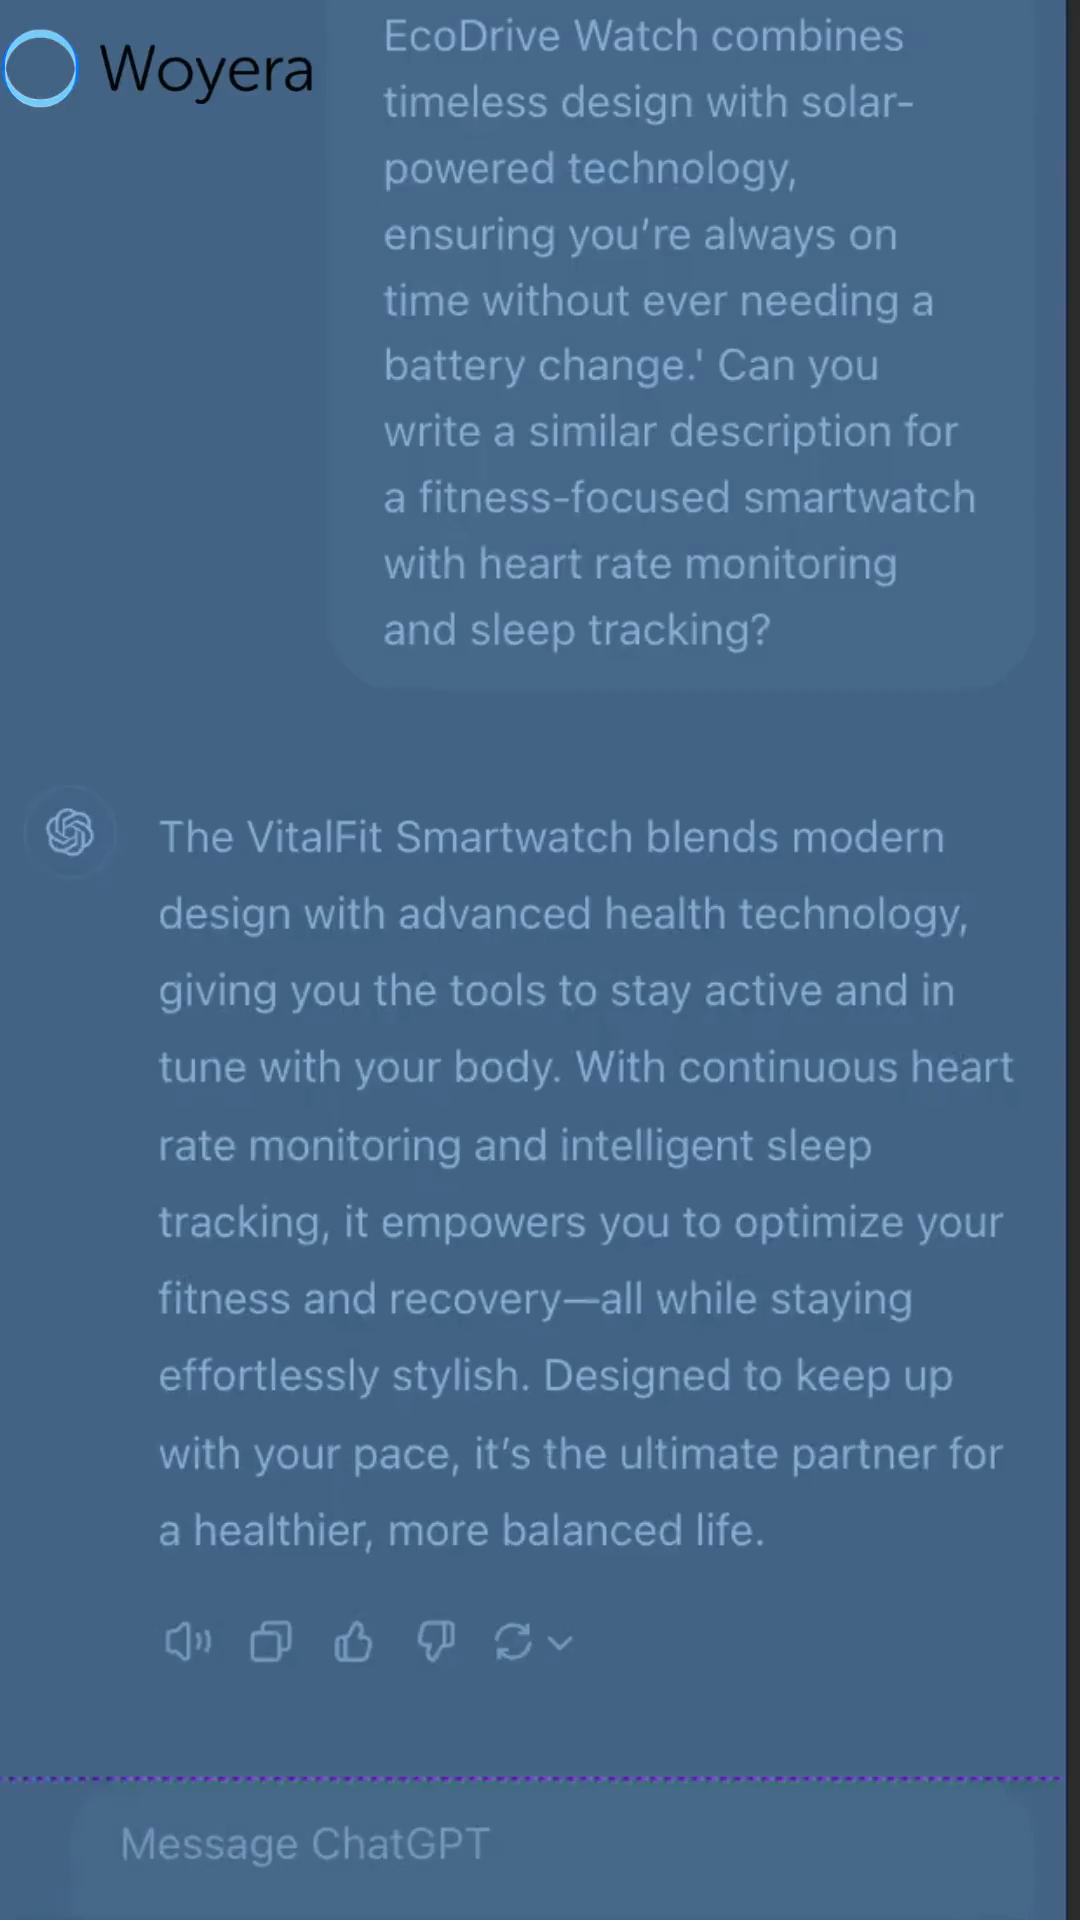 Woyera
EcoDrive Watch combines
timeless design with solar-
powered technology,
ensuring you’re always on
time without ever needing a
battery change.' Can you
write a similar description for
a fitness-focused smartwatch
with heart rate monitoring
and sleep tracking?
The VitalFit Smartwatch blends modern
design with advanced health technology,
giving you the tools to stay active and in
tune with your body. With continuous heart
rate monitoring and intelligent sleep
tracking, it empowers you to optimize your
fitness and recovery—all while staying
effortlessly stylish. Designed to keep up
with your pace, it’s the ultimate partner for
a healthier, more balanced life.
Message ChatGPT